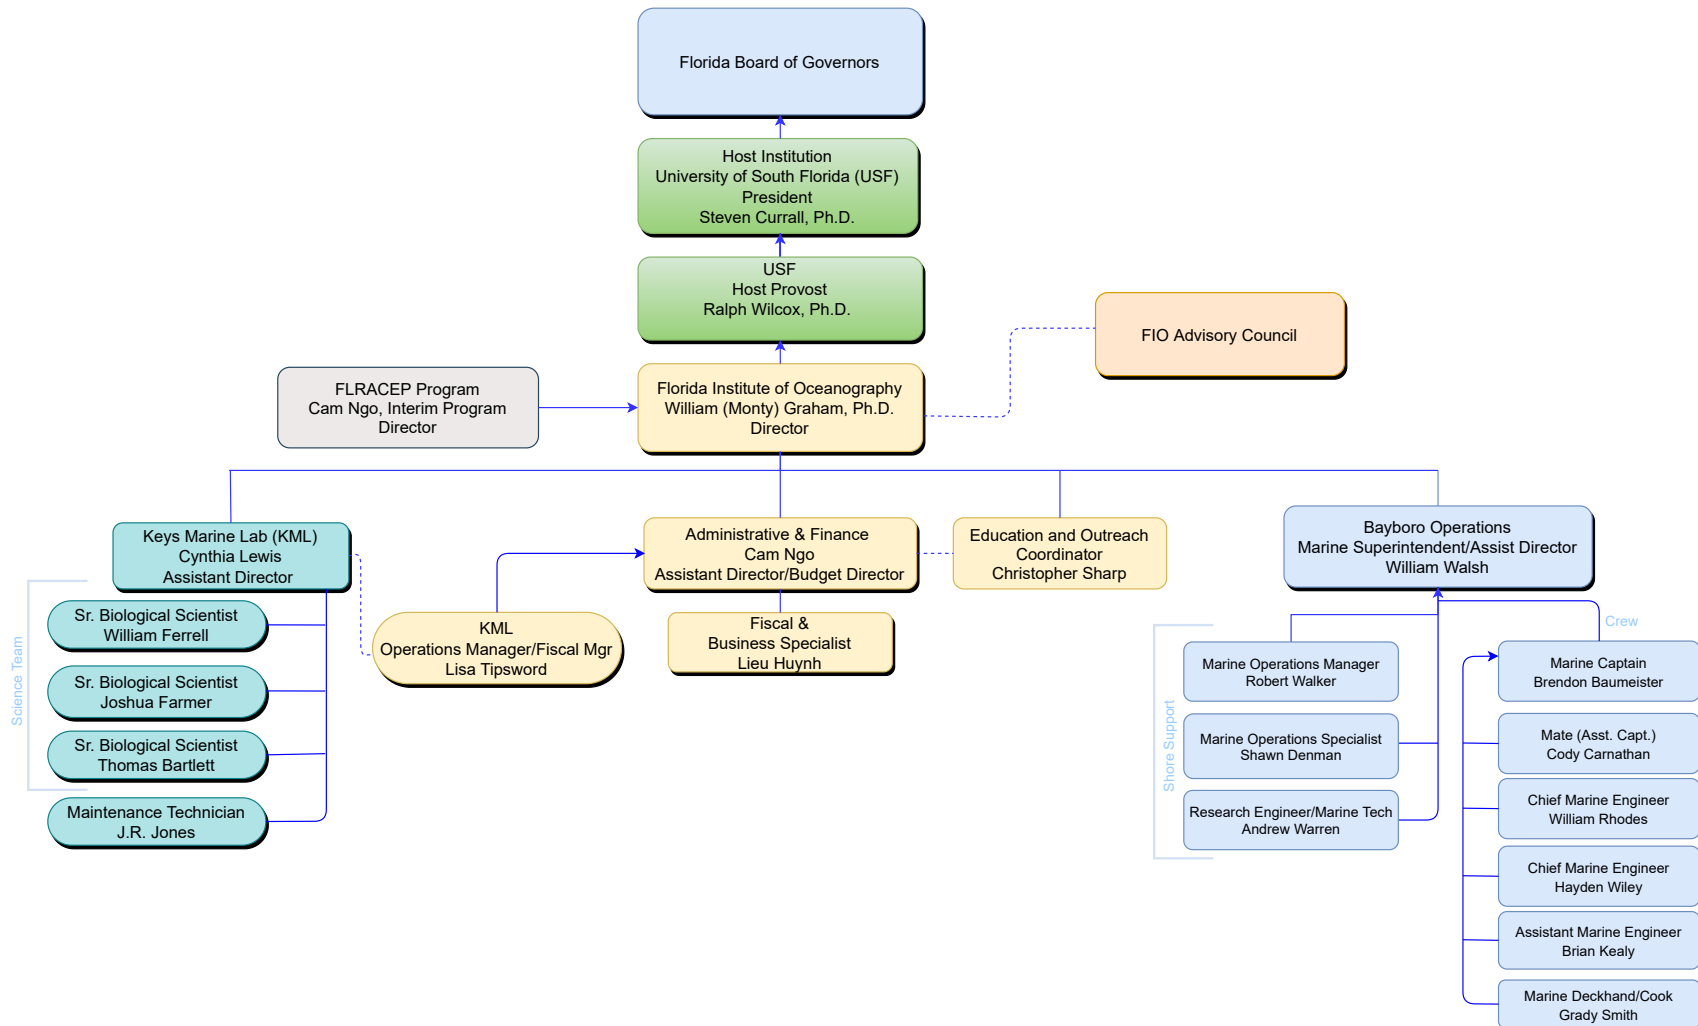 Florida Board of Governors
Host Institution
University of South Florida (USF)
President
Steven Currall, Ph.D.
USF
Host Provost
Ralph Wilcox, Ph.D.
FIO Advisory Council
FLRACEP Program
Cam Ngo, Interim Program
Director
Florida Institute of Oceanography
William (Monty) Graham, Ph.D.
Director
Keys Marine Lab (KML)
Cynthia Lewis
Assistant Director
Administrative & Finance
Cam Ngo
Assistant Director/Budget Director
Education and Outreach
Coordinator
Christopher Sharp
Bayboro Operations
Marine Superintendent/Assist Director
William Walsh
Science Team
Sr. Biological Scientist
William Ferrell
Sr. Biological Scientist
Joshua Farmer
Sr. Biological Scientist
Thomas Bartlett
Maintenance Technician
J.R. Jones
KML
Operations Manager/Fiscal Mgr
Lisa Tipsword
Fiscal &
Business Specialist
Lieu Huynh
Shore Support
Marine Operations Manager
Robert Walker
Marine Operations Specialist
Shawn Denman
Research Engineer/Marine Tech
Andrew Warren
Crew
Marine Captain
Brendon Baumeister
Mate (Asst. Capt.)
Cody Carnathan
Chief Marine Engineer
William Rhodes
Chief Marine Engineer
Hayden Wiley
Assistant Marine Engineer
Brian Kealy
Marine Deckhand/Cook
Grady Smith